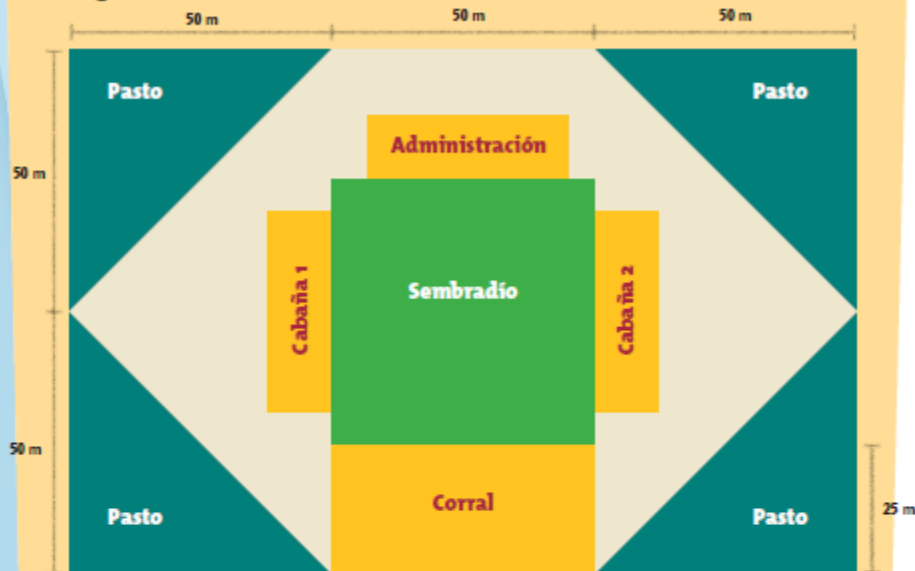 50 m
50 m
50 m
Pasto
Pasto
Administración
50 m
Cabaña 1
Sembradío
Cabaña 2
50 m
Corral
Pasto
Pasto
25 m